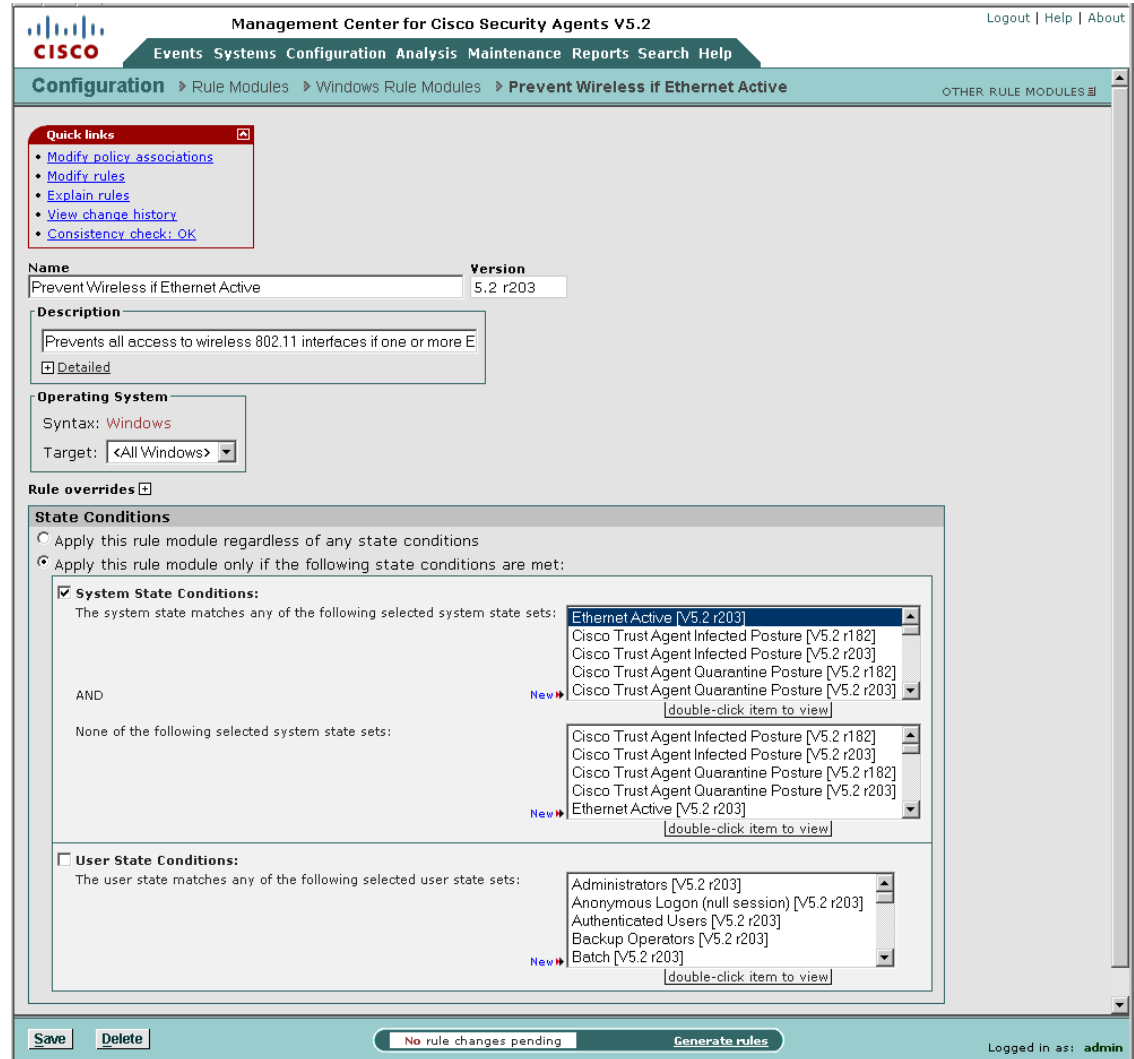 Logout | Help | About
CISCO
Management Center for Cisco Security Agents V5.2
Events Systems Configuration Analysis Maintenance Reports Search Help
Configuration Rule Modules Windows Rule Modules Prevent Wireless if Ethernet Active
OTHER RULE MODULES
Quick links
Modify policy associations
Modify rules
Explain rules
View change history
Consistency check: OK
Name Version
Prevent Wireless if Ethernet Active 5.2 r203
Description
Prevents all access to wireless 802.11 interfaces if one or more E
Detailed
Operating System
Syntax: Windows
Target: <All Windows>
Rule overrides
State Conditions
Apply this rule module regardless of any state conditions
Apply this rule module only if the following state conditions are met:
System State Conditions:
The system state matches any of the following selected system state sets:
Ethernet Active [V5.2 r203]
Cisco Trust Agent Infected Posture [V5.2 r182]
Cisco Trust Agent Infected Posture [V5.2 r203]
Cisco Trust Agent Quarantine Posture [V5.2 r182]
Cisco Trust Agent Quarantine Posture [V5.2 r203]
New
double-click item to view
AND
None of the following selected system state sets:
Cisco Trust Agent Infected Posture [V5.2 r182]
Cisco Trust Agent Infected Posture [V5.2 r203]
Cisco Trust Agent Quarantine Posture [V5.2 r182]
Cisco Trust Agent Quarantine Posture [V5.2 r203]
Ethernet Active [V5.2 r203]
New
double-click item to view
User State Conditions:
The user state matches any of the following selected user state sets:
Administrators [V5.2 r203]
Anonymous Logon (null session) [V5.2 r203]
Authenticated Users [V5.2 r203]
Backup Operators [V5.2 r203]
Batch [V5.2 r203]
New
double-click item to view
Save Delete
No rule changes pending Generate rules
Logged in as: admin